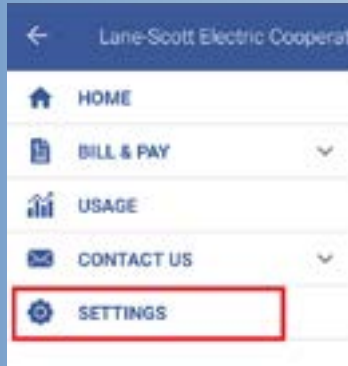 Lane-Scott Electric Cooperat
HOME
BILL & PAY
USAGE
CONTACT US
SETTINGS